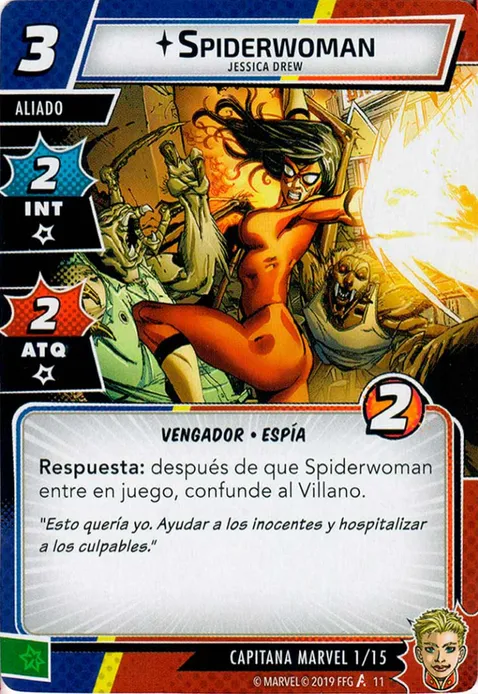 3
SPIDERWOMAN
JESSICA DREW
ALIADO
2
INT
2
ATQ
2
VENGADOR • ESPÍA
Respuesta: después de que Spiderwoman
entre en juego, confunde al Villano.
"Esto quería yo. Ayudar a los inocentes y hospitalizar
a los culpables."
CAPITANA MARVEL 1/15
© MARVEL © 2019 FFG 11